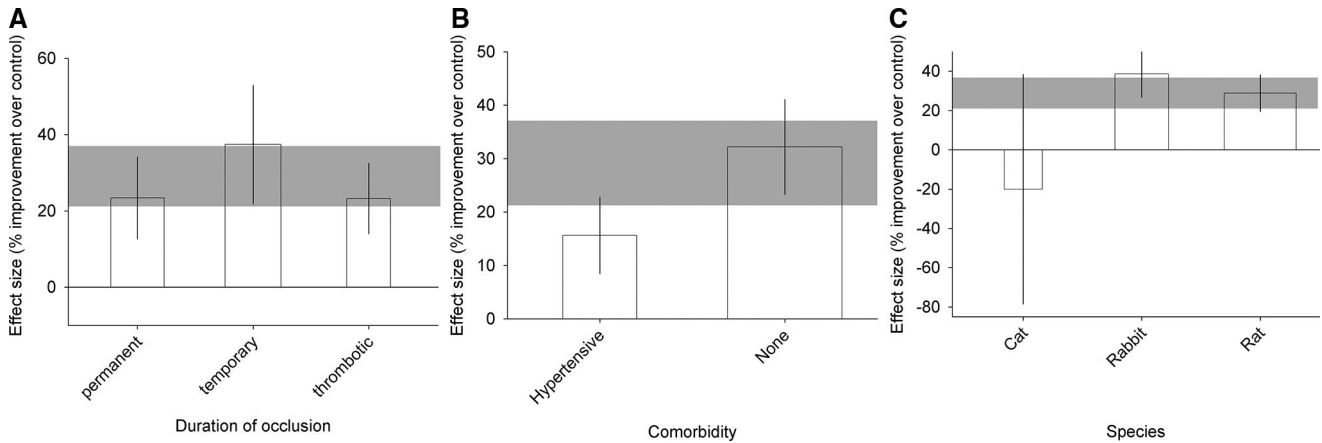 A
Effect size (% improvement over control)
60
40
20
0
permanent
temporary
thrombotic
Duration of occlusion
B
Effect size (% improvement over control)
50
40
30
20
10
0
Hypertensive
None
Comorbidity
C
Effect size (% improvement over control)
40
20
0
-20
-40
-60
-80
Cat
Rabbit
Rat
Species